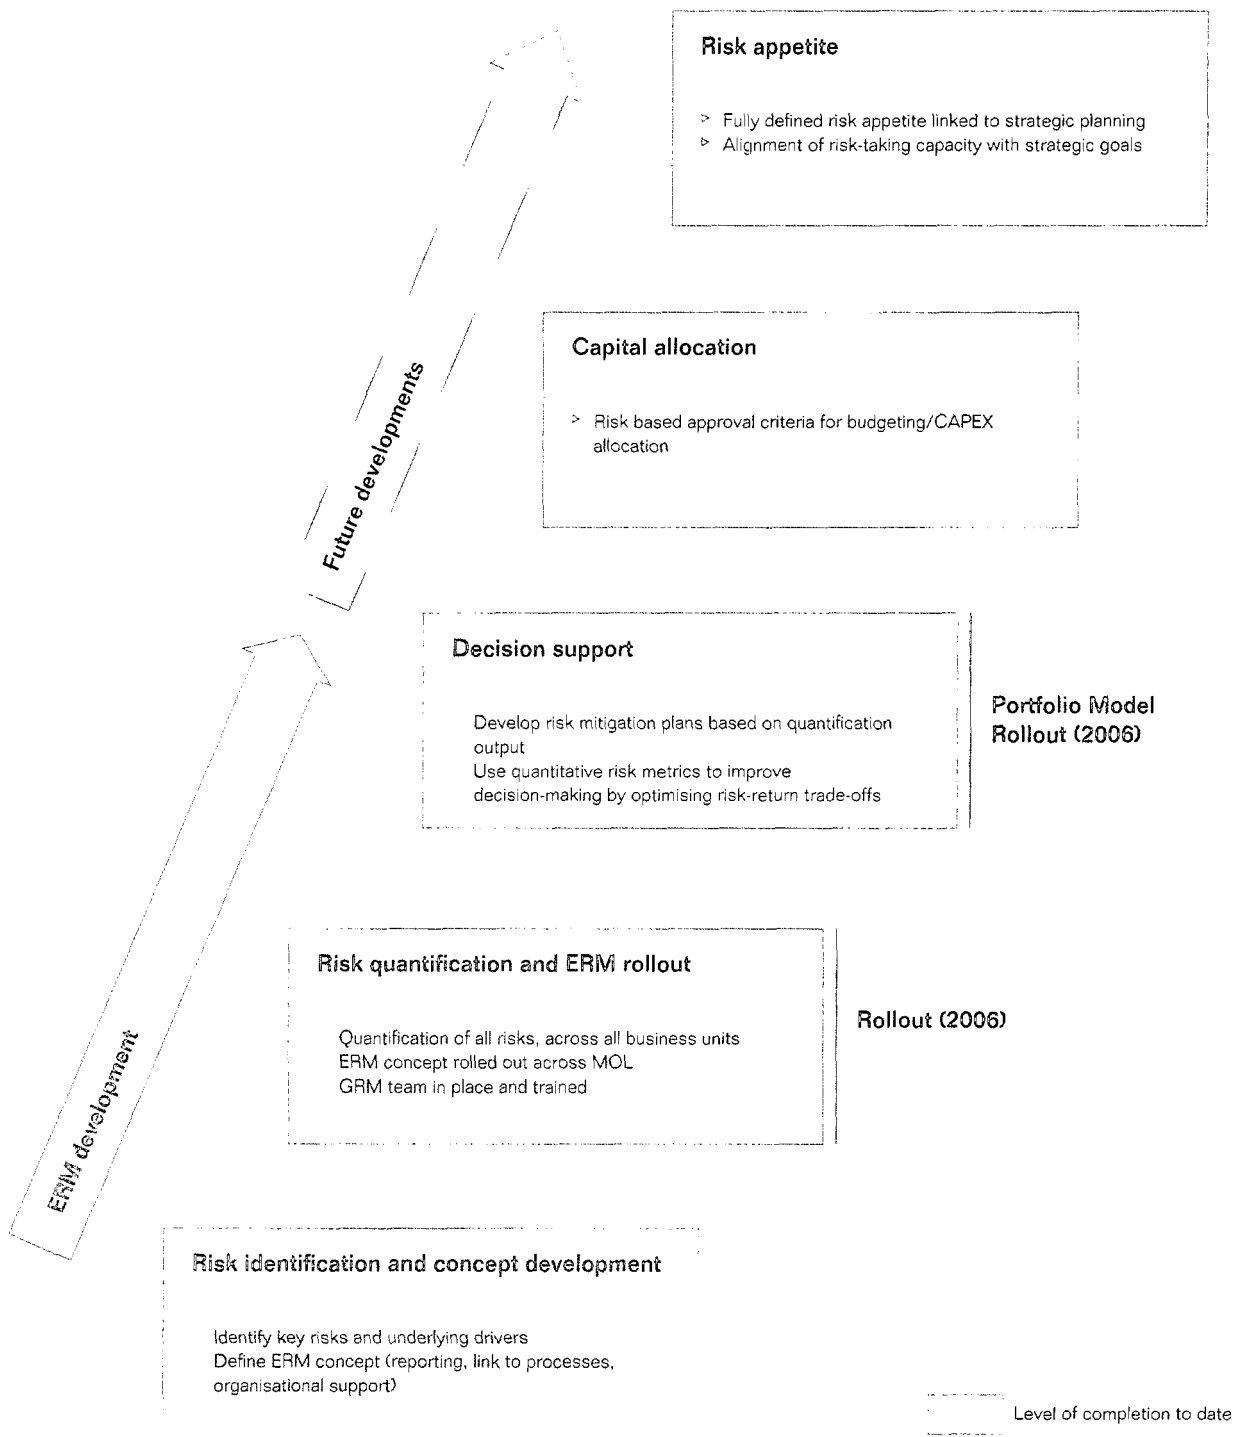 Risk appetite
> Fully defined risk appetite linked to strategic planning
> Alignment of risk-taking capacity with strategic goals
Capital allocation
> Risk based approval criteria for budgeting/CAPEX
allocation
Future developments
Decision support
Develop risk mitigation plans based on quantification
output
Use quantitative risk metrics to improve
decision-making by optimising risk-return trade-offs
Portfolio Model
Rollout (2006)
Risk quantification and ERM rollout
Quantification of all risks, across all business units
ERM concept rolled out across MOL
GRM team in place and trained
Rollout (2006)
ERM development
Risk identification and concept development
Identify key risks and underlying drivers
Define ERM concept (reporting, link to processes,
organisational support)
Level of completion to date